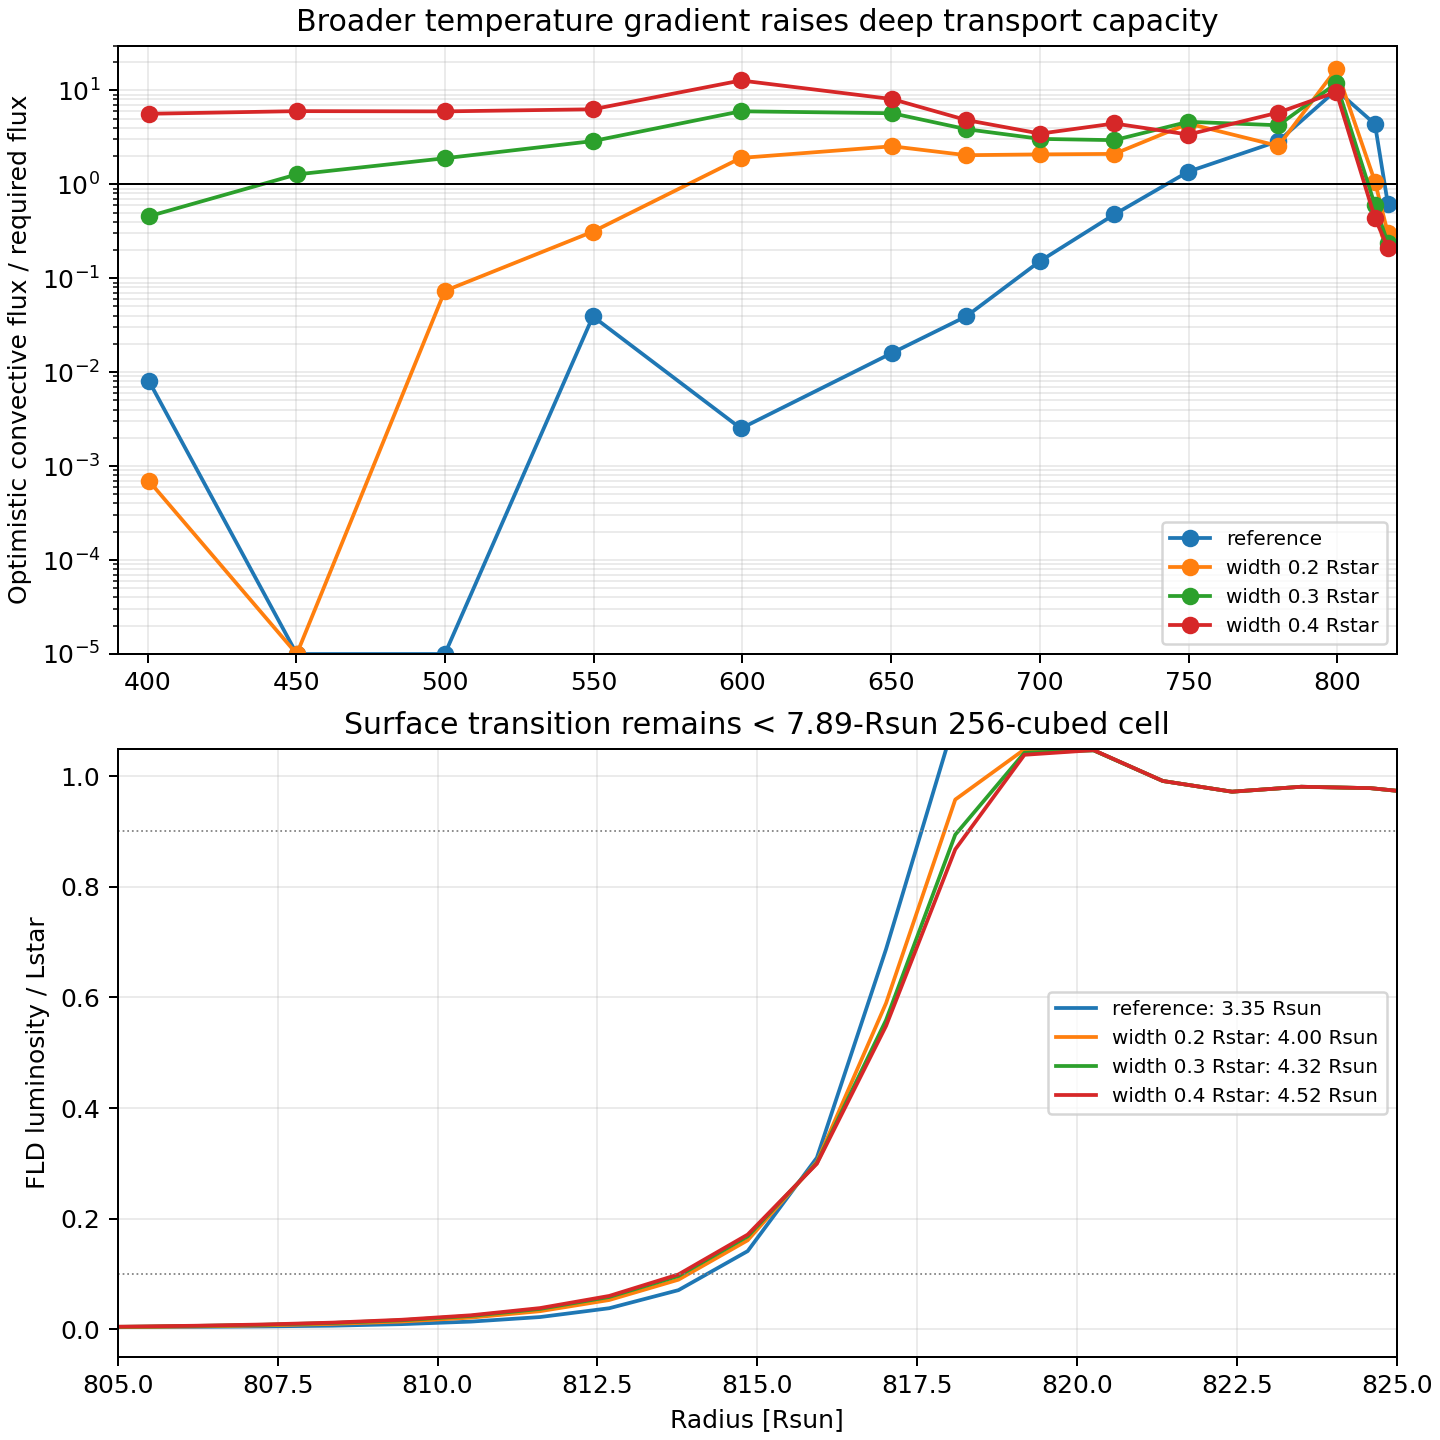 Broader temperature gradient raises deep transport capacity
Optimistic convective flux / required flux
10¹
10⁰
10⁻¹
10⁻²
10⁻³
10⁻⁴
10⁻⁵
reference
width 0.2 Rstar
width 0.3 Rstar
width 0.4 Rstar
400 450 500 550 600 650 700 750 800
Surface transition remains < 7.89-Rsun 256-cubed cell
FLD luminosity / Lstar
1.0
0.8
0.6
0.4
0.2
0.0
reference: 3.35 Rsun
width 0.2 Rstar: 4.00 Rsun
width 0.3 Rstar: 4.32 Rsun
width 0.4 Rstar: 4.52 Rsun
805.0 807.5 810.0 812.5 815.0 817.5 820.0 822.5 825.0
Radius [Rsun]